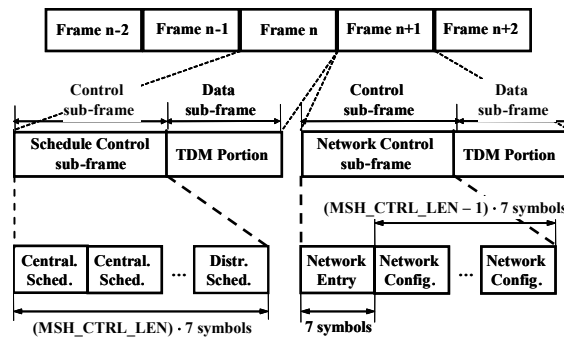 Frame n-2 Frame n-1 Frame n Frame n+1 Frame n+2
Control
sub-frame
Data
sub-frame
Control
sub-frame
Data
sub-frame
Schedule Control
sub-frame
TDM Portion
Network Control
sub-frame
TDM Portion
(MSH_CTRL_LEN – 1) · 7 symbols
Central.
Sched.
Central.
Sched.
...
Distr.
Sched.
Network
Entry
Network
Config.
...
Network
Config.
(MSH_CTRL_LEN) · 7 symbols
7 symbols